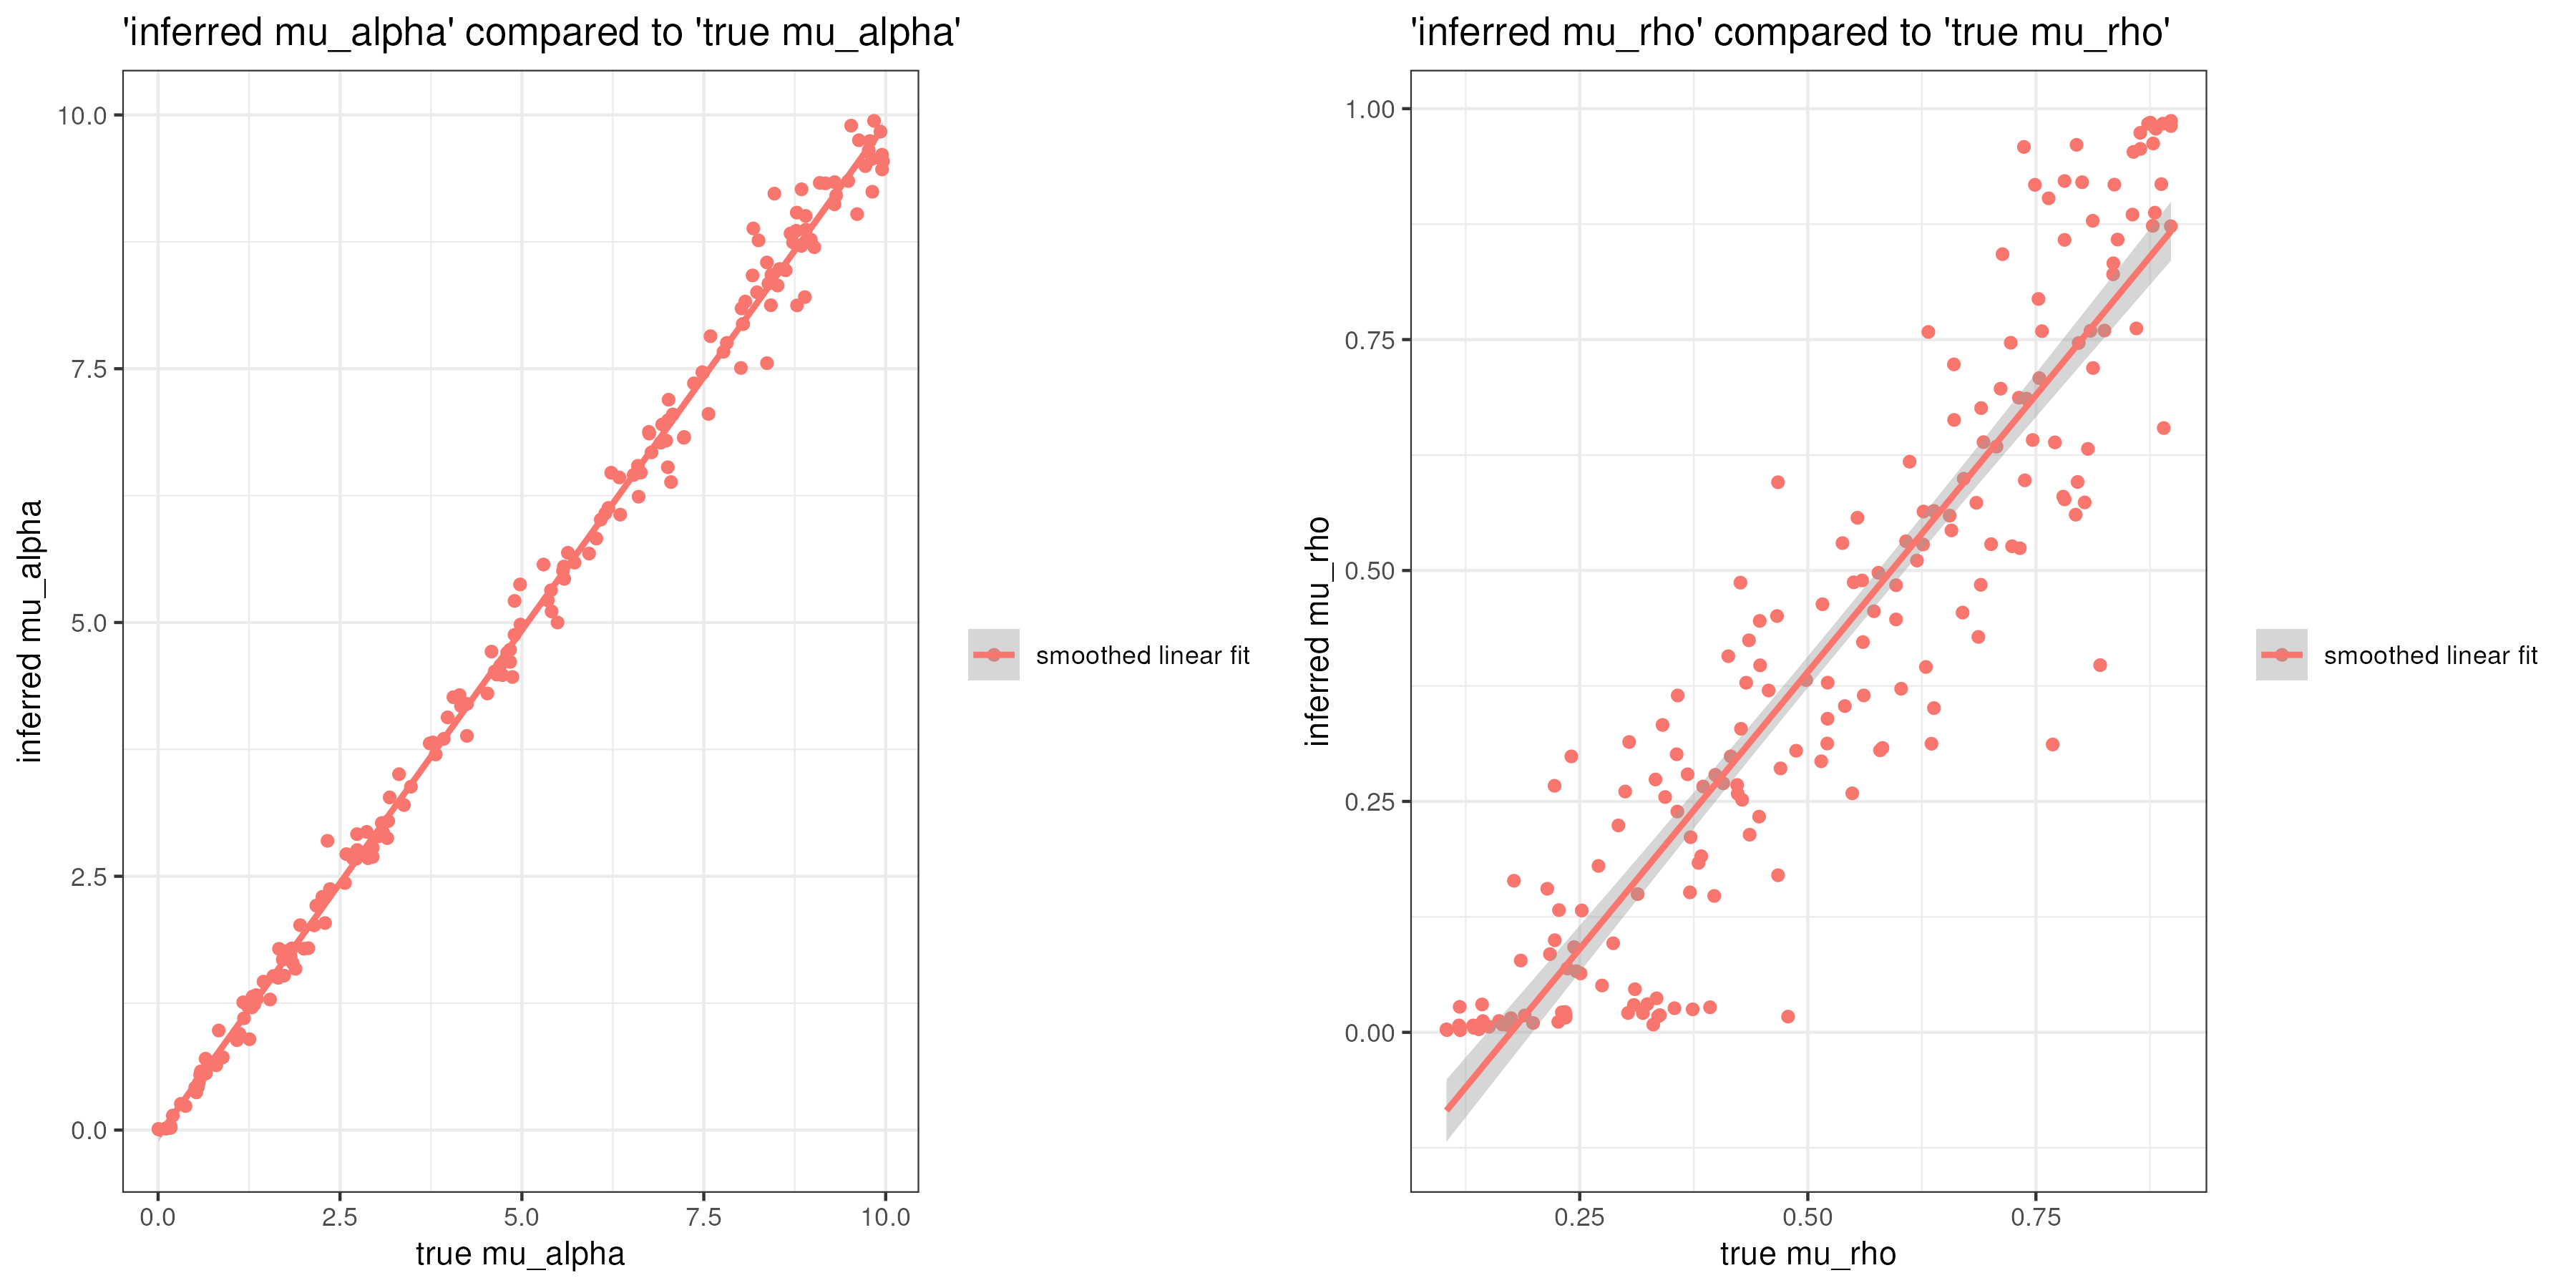 'inferred mu_alpha' compared to 'true mu_alpha'
10.0
7.5
5.0
2.5
0.0
inferred mu_alpha
0.0 2.5 5.0 7.5 10.0
true mu_alpha
smoothed linear fit
'inferred mu_rho' compared to 'true mu_rho'
1.00
0.75
0.50
0.25
0.00
inferred mu_rho
0.25 0.50 0.75
true mu_rho
smoothed linear fit